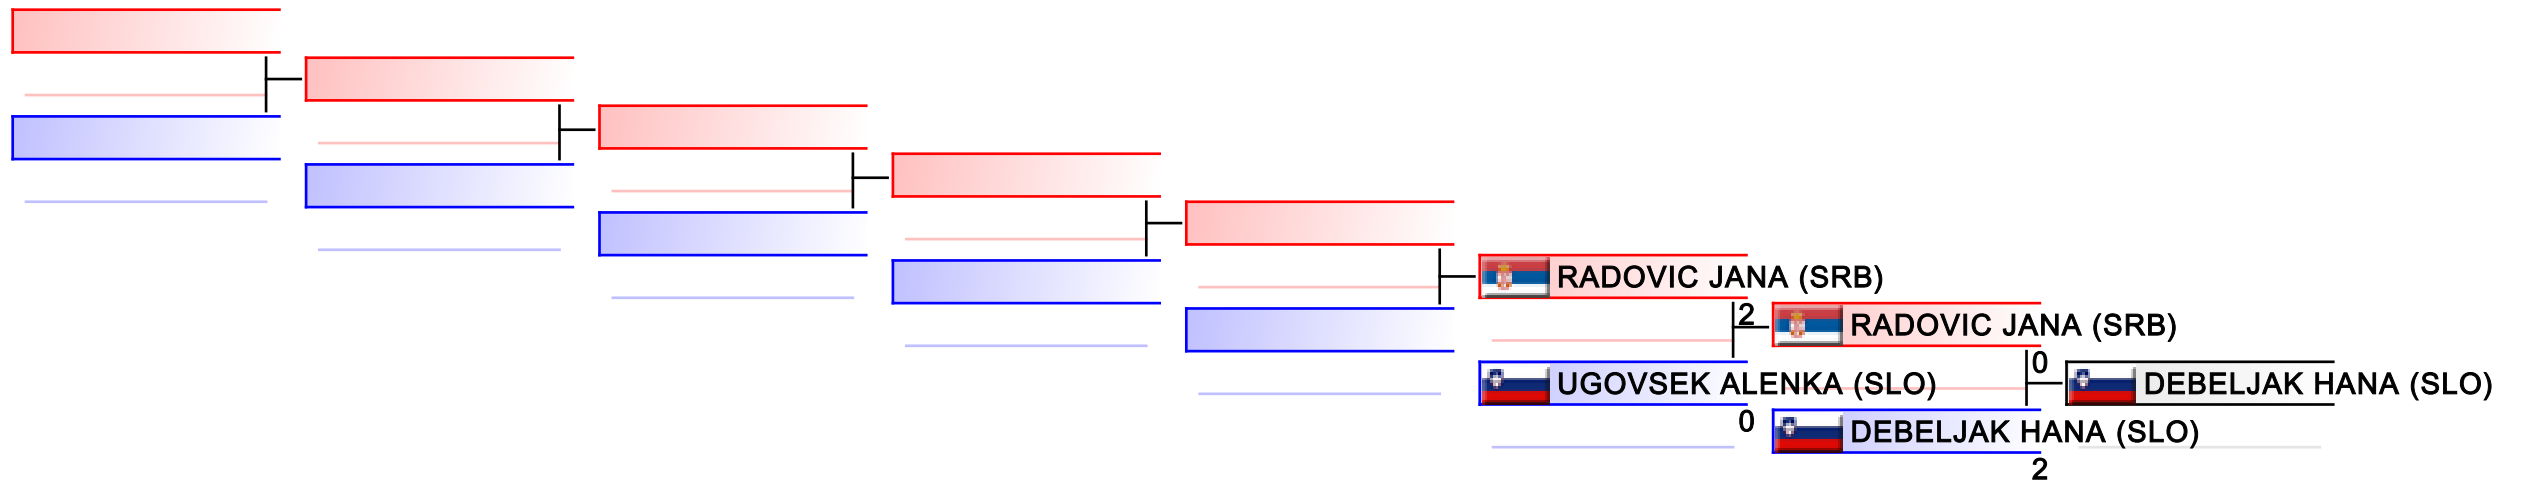 RADOVIC JANA (SRB)
2
RADOVIC JANA (SRB)
UGOVSEK ALENKA (SLO)
0
0
DEBELJAK HANA (SLO)
DEBELJAK HANA (SLO)
2